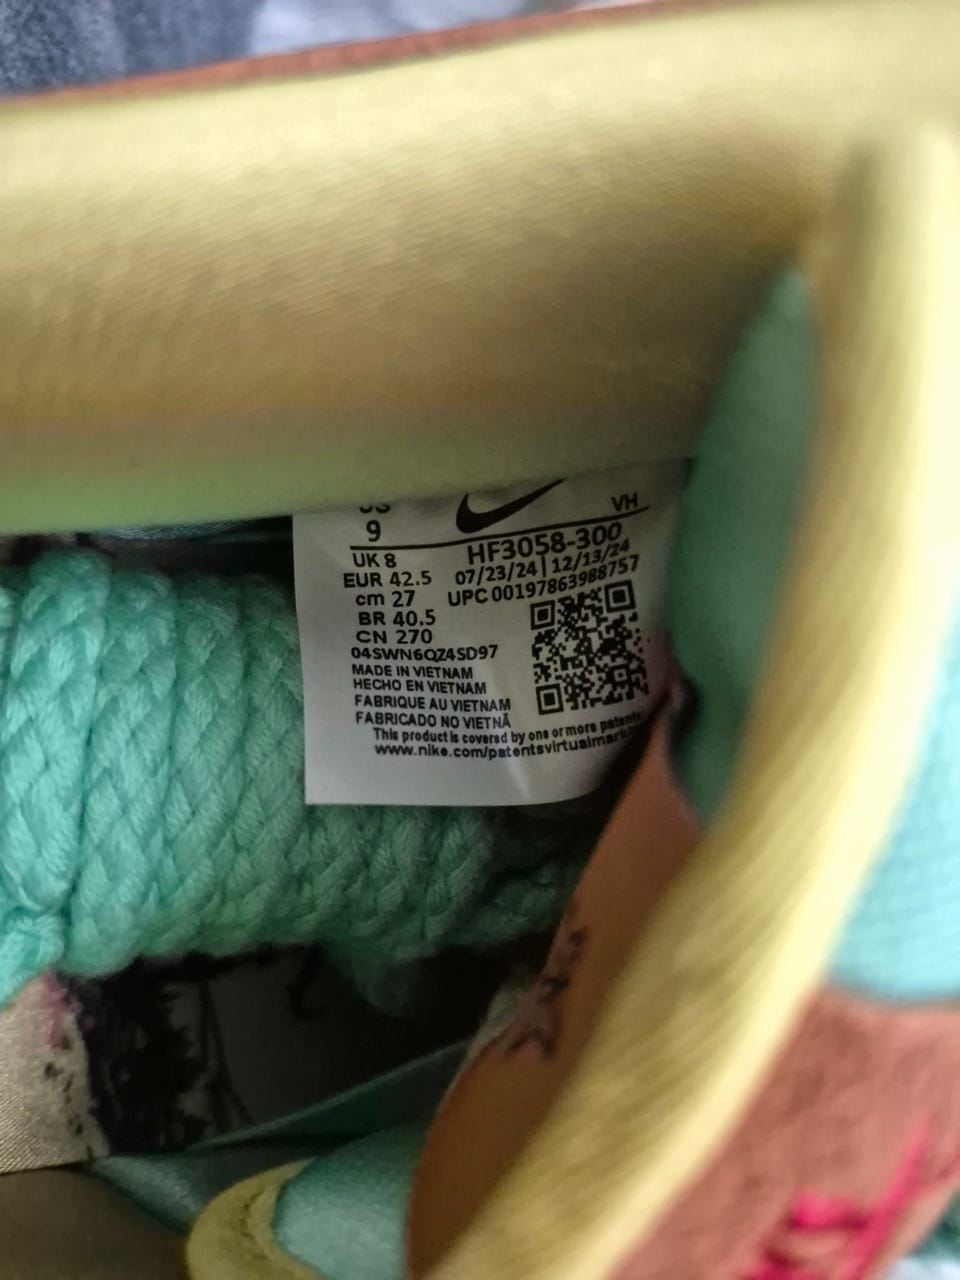 US
VH
9
HF3058-300
UK 8
07/23/24 | 12/13/24
EUR 42.5
UPC 00197863988757
cm 27
BR 40.5
CN 270
04SWN6QZ4SD97
MADE IN VIETNAM
HECHO EN VIETNAM
FABRIQUE AU VIETNAM
FABRICADO NO VIETNÃ
This product is covered by one or more patents
www.nike.com/patentsvirtualmarki